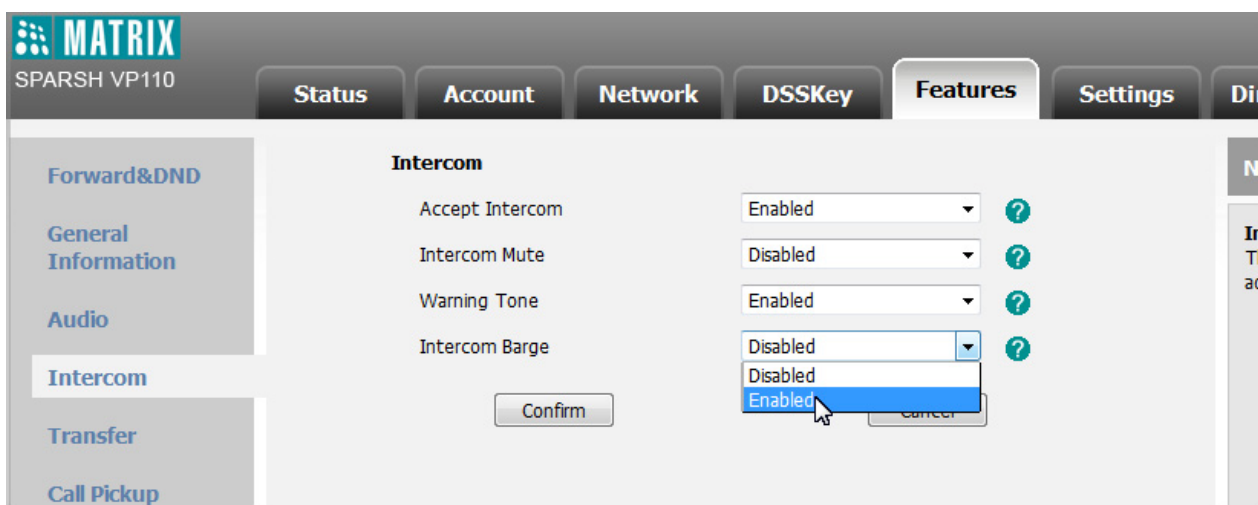 MATRIX
SPARSH VP110
Status Account Network DSSKey Features Settings
Forward&DND
General
Information
Audio
Intercom
Transfer
Call Pickup
Intercom
Accept Intercom Enabled ?
Intercom Mute Disabled ?
Warning Tone Enabled ?
Intercom Barge Disabled ?
Disabled
Enabled
Confirm Cancel